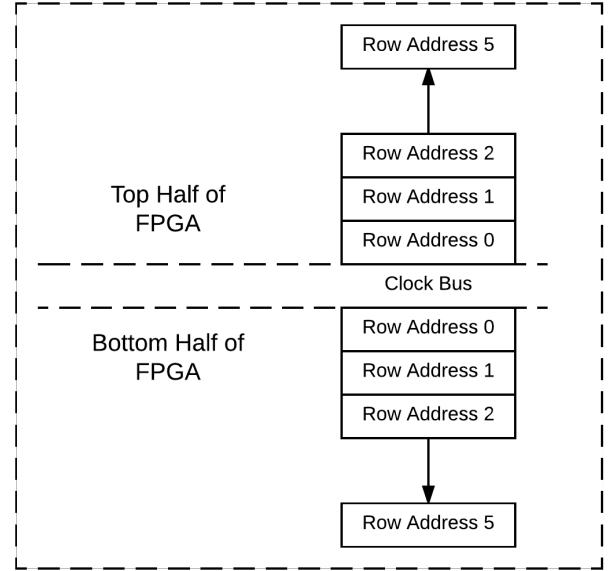 Row Address 5
Row Address 2
Row Address 1
Row Address 0
Top Half of
FPGA
Clock Bus
Bottom Half of
FPGA
Row Address 0
Row Address 1
Row Address 2
Row Address 5